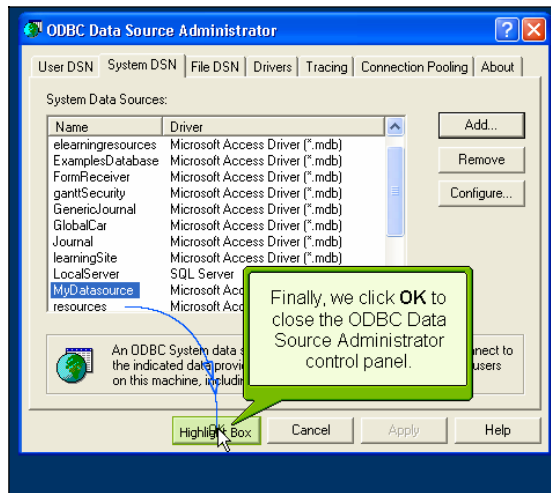 ODBC Data Source Administrator
User DSN System DSN File DSN Drivers Tracing Connection Pooling About
System Data Sources:
Name Driver
elearningresources Microsoft Access Driver (*.mdb)
ExamplesDatabase Microsoft Access Driver (*.mdb)
FormReceiver Microsoft Access Driver (*.mdb)
ganttSecurity Microsoft Access Driver (*.mdb)
GenericJournal Microsoft Access Driver (*.mdb)
GlobalCar Microsoft Access Driver (*.mdb)
Journal Microsoft Access Driver (*.mdb)
learningSite Microsoft Access Driver (*.mdb)
LocalServer SQL Server
MyDatasource Microsoft Acc
resources Microsoft Acc
Add...
Remove
Configure...
Finally, we click OK to
close the ODBC Data
Source Administrator
control panel.
An ODBC System data s nnect to
the indicated data provi users
on this machine, includin
Highlight Box Cancel Apply Help